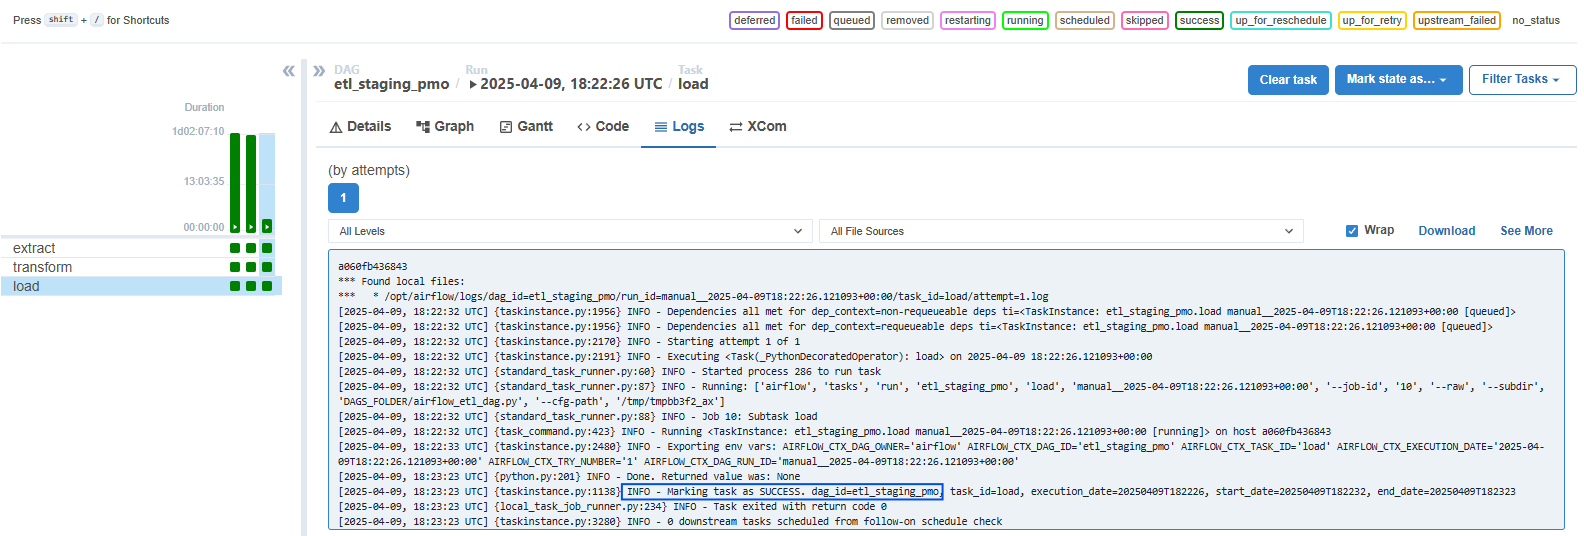 Press shift + / for Shortcuts
deferred failed queued removed restarting running scheduled skipped success up_for_reschedule up_for_retry upstream_failed no_status
DAG Run Task
etl_staging_pmo / 2025-04-09, 18:22:26 UTC / load
Clear task Mark state as... Filter Tasks
Duration
1d02:07:10
13:03:35
00:00:00
extract
transform
load
Details Graph Gantt Code Logs XCom
(by attempts)
1
All Levels All File Sources Wrap Download See More
a060fb436843
*** Found local files:
***   * /opt/airflow/logs/dag_id=etl_staging_pmo/run_id=manual__2025-04-09T18:22:26.121093+00:00/task_id=load/attempt=1.log
[2025-04-09, 18:22:32 UTC] {taskinstance.py:1956} INFO - Dependencies all met for dep_context=non-requeueable deps ti=<TaskInstance: etl_staging_pmo.load manual__2025-04-09T18:22:26.121093+00:00 [queued]>
[2025-04-09, 18:22:32 UTC] {taskinstance.py:1956} INFO - Dependencies all met for dep_context=requeueable deps ti=<TaskInstance: etl_staging_pmo.load manual__2025-04-09T18:22:26.121093+00:00 [queued]>
[2025-04-09, 18:22:32 UTC] {taskinstance.py:2170} INFO - Starting attempt 1 of 1
[2025-04-09, 18:22:32 UTC] {taskinstance.py:2191} INFO - Executing <Task(_PythonDecoratedOperator): load> on 2025-04-09 18:22:26.121093+00:00
[2025-04-09, 18:22:32 UTC] {standard_task_runner.py:60} INFO - Started process 286 to run task
[2025-04-09, 18:22:32 UTC] {standard_task_runner.py:87} INFO - Running: ['airflow', 'tasks', 'run', 'etl_staging_pmo', 'load', 'manual__2025-04-09T18:22:26.121093+00:00', '--job-id', '10', '--raw', '--subdir',
'DAGS_FOLDER/airflow_etl_dag.py', '--cfg-path', '/tmp/tmpbb3f2_ax']
[2025-04-09, 18:22:32 UTC] {standard_task_runner.py:88} INFO - Job 10: Subtask load
[2025-04-09, 18:22:32 UTC] {task_command.py:423} INFO - Running <TaskInstance: etl_staging_pmo.load manual__2025-04-09T18:22:26.121093+00:00 [running]> on host a060fb436843
[2025-04-09, 18:22:33 UTC] {taskinstance.py:2480} INFO - Exporting env vars: AIRFLOW_CTX_DAG_OWNER='airflow' AIRFLOW_CTX_DAG_ID='etl_staging_pmo' AIRFLOW_CTX_TASK_ID='load' AIRFLOW_CTX_EXECUTION_DATE='2025-04-
09T18:22:26.121093+00:00' AIRFLOW_CTX_TRY_NUMBER='1' AIRFLOW_CTX_DAG_RUN_ID='manual__2025-04-09T18:22:26.121093+00:00'
[2025-04-09, 18:23:23 UTC] {python.py:201} INFO - Done. Returned value was: None
[2025-04-09, 18:23:23 UTC] {taskinstance.py:1138} INFO - Marking task as SUCCESS. dag_id=etl_staging_pmo, task_id=load, execution_date=20250409T182226, start_date=20250409T182232, end_date=20250409T182323
[2025-04-09, 18:23:23 UTC] {local_task_job_runner.py:234} INFO - Task exited with return code 0
[2025-04-09, 18:23:23 UTC] {taskinstance.py:3280} INFO - 0 downstream tasks scheduled from follow-on schedule check